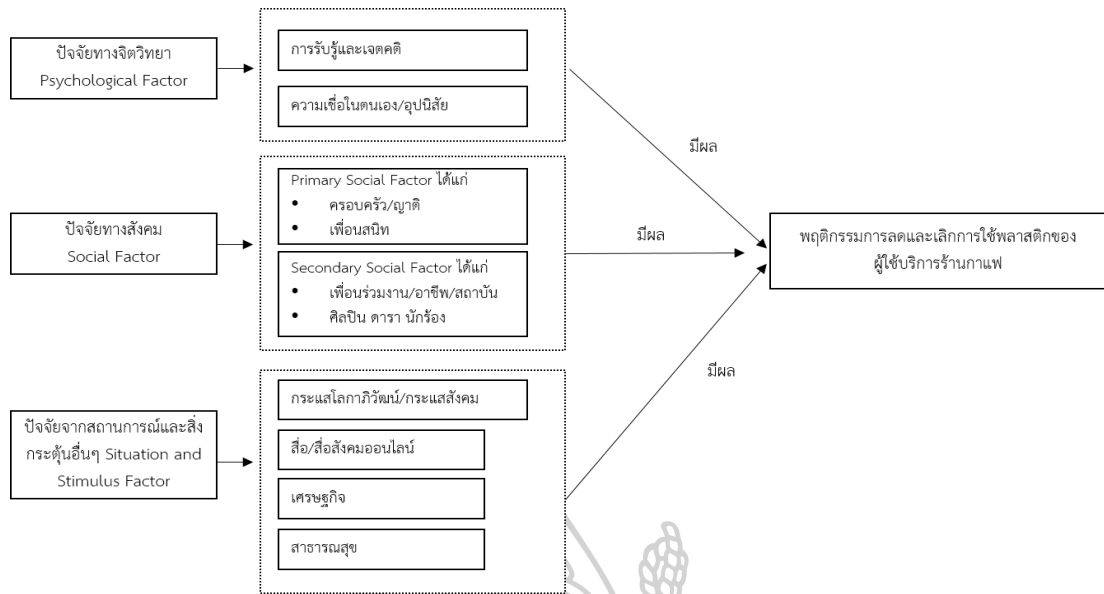 ปัจจัยทางจิตวิทยา
Psychological Factor
การรับรู้และเจตคติ
ความเชื่อในตนเอง/อุปนิสัย
มีผล
ปัจจัยทางสังคม
Social Factor
Primary Social Factor ได้แก่
• ครอบครัว/ญาติ
• เพื่อนสนิท
Secondary Social Factor ได้แก่
• เพื่อนร่วมงาน/อาชีพ/สถาบัน
• ศิลปิน ดารา นักร้อง
มีผล
พฤติกรรมการลดและเลิกการใช้พลาสติกของ
ผู้ใช้บริการร้านกาแฟ
ปัจจัยจากสถานการณ์และสิ่ง
กระตุ้นอื่นๆ Situation and
Stimulus Factor
กระแสโลกาภิวัฒน์/กระแสสังคม
สื่อ/สื่อสังคมออนไลน์
เศรษฐกิจ
สาธารณสุข
มีผล